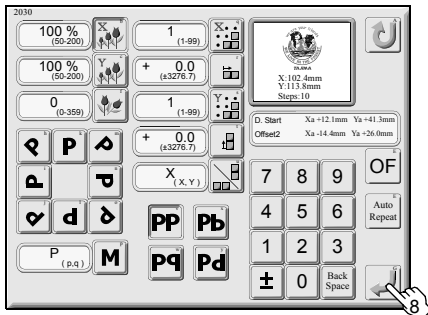 2030
100 %
(50-200)
X
1
(1-99)
X:
100 %
(50-200)
Y
+ 0.0
(±3276.7)
0
(0-359)
1
(1-99)
Y:
+ 0.0
(±3276.7)
X
( X, Y )
P
P
P
P
P
d
d
d
PP
Pb
Pq
Pd
P
( p,q )
M
TAJIMA
X:102.4mm
Y:113.8mm
Steps:10
D. Start Xa +12.1mm Ya +41.3mm
Offset2 Xa -14.4mm Ya +26.0mm
7 8 9
4 5 6
1 2 3
± 0 Back Space
OF
Auto
Repeat
8